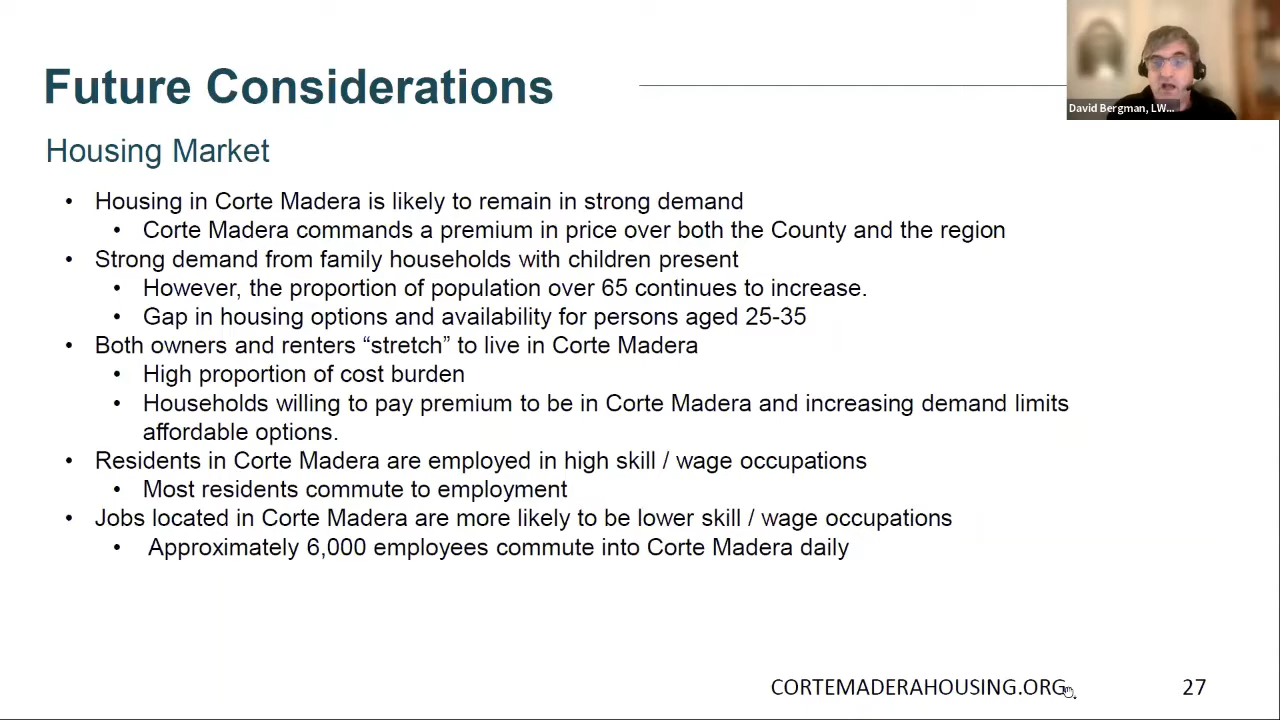 Future Considerations
David Bergman, LW...
Housing Market
• Housing in Corte Madera is likely to remain in strong demand
• Corte Madera commands a premium in price over both the County and the region
• Strong demand from family households with children present
• However, the proportion of population over 65 continues to increase.
• Gap in housing options and availability for persons aged 25-35
• Both owners and renters “stretch” to live in Corte Madera
• High proportion of cost burden
• Households willing to pay premium to be in Corte Madera and increasing demand limits
affordable options.
• Residents in Corte Madera are employed in high skill / wage occupations
• Most residents commute to employment
• Jobs located in Corte Madera are more likely to be lower skill / wage occupations
• Approximately 6,000 employees commute into Corte Madera daily
CORTEMADERAHOUSING.ORG
27